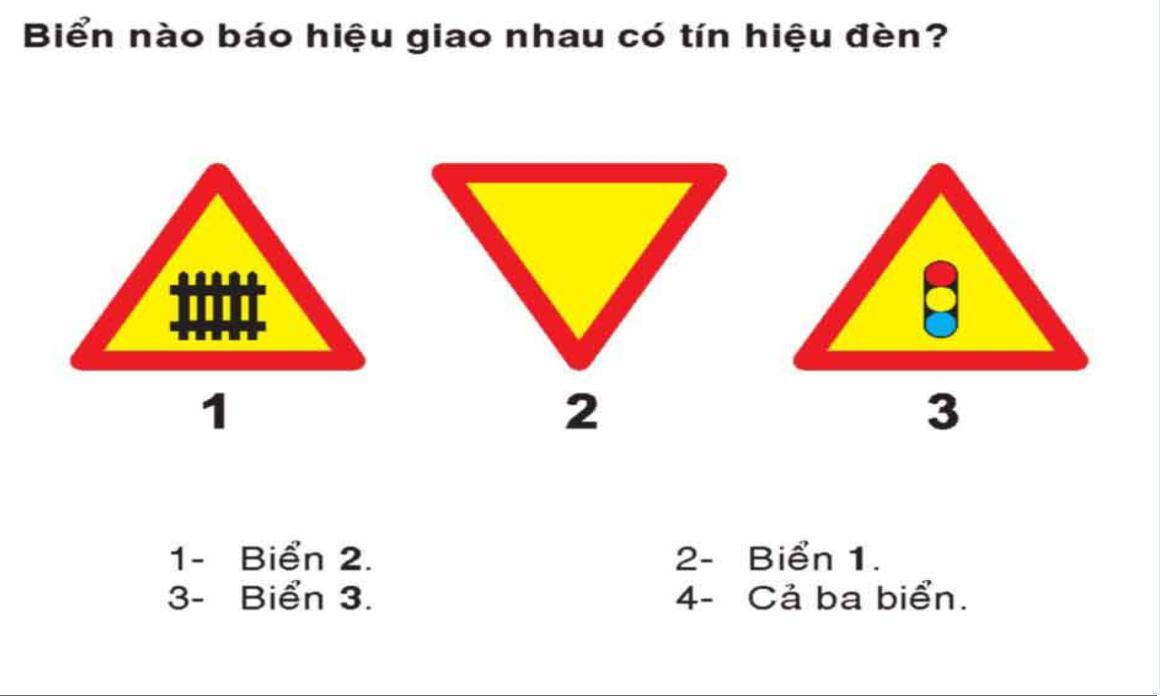 Biển nào báo hiệu giao nhau có tín hiệu đèn?
1 2 3
1- Biển 2. 2- Biển 1.
3- Biển 3. 4- Cả ba biển.